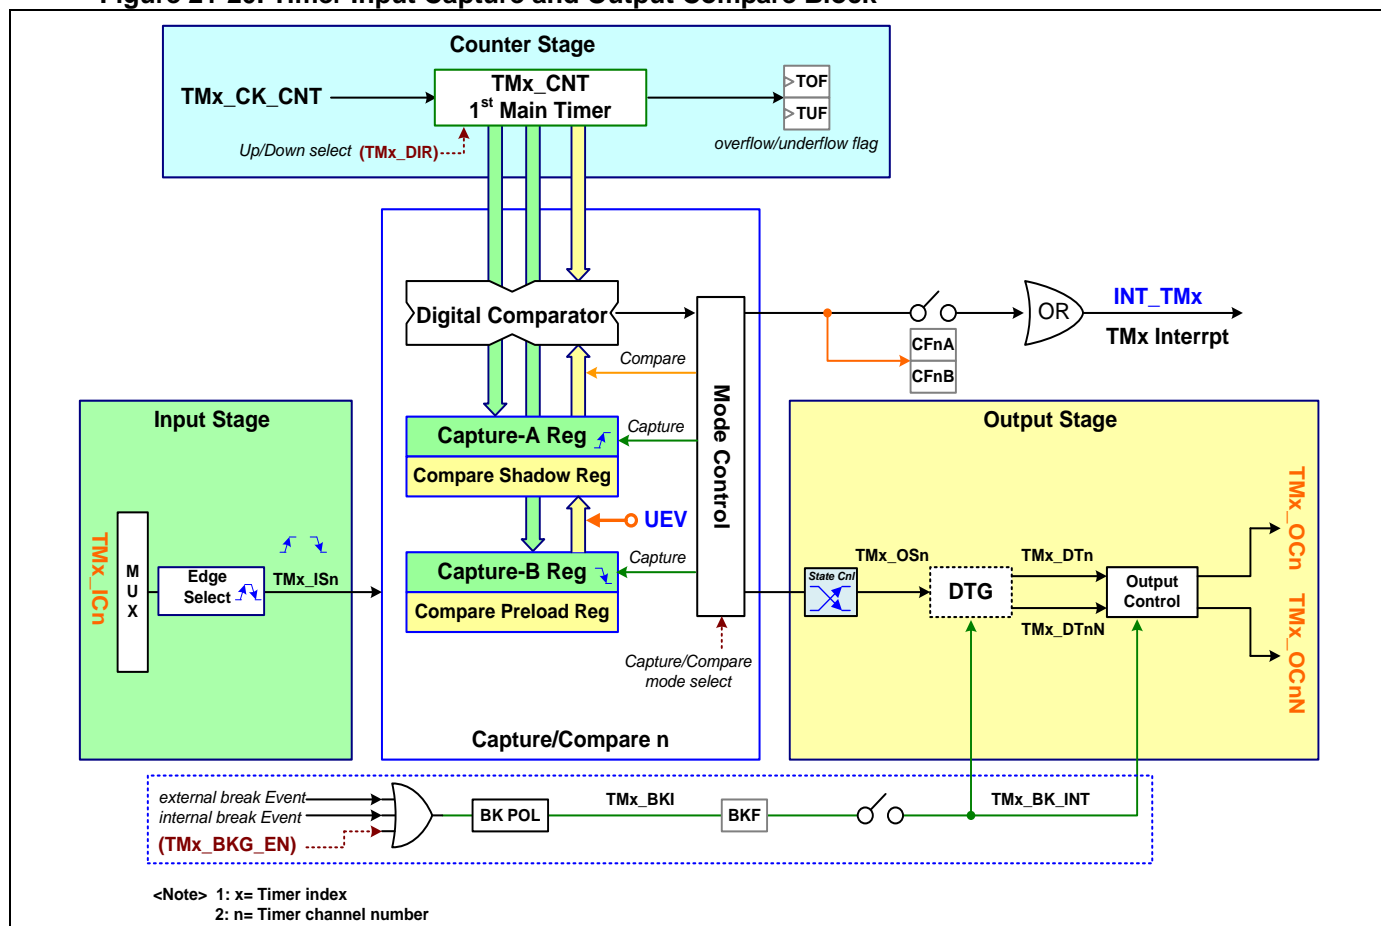 Counter Stage
TMx_CK_CNT
TMx_CNT
1st Main Timer
TOF
TUF
Up/Down select (TMx_DIR)
overflow/underflow flag
Digital Comparator
INT_TMx
OR
TMx Interrpt
CFnA
CFnB
Compare
Mode Control
Input Stage
Capture-A Reg
Capture
Compare Shadow Reg
Output Stage
UEV
TMx_ICn
MUX
Edge
Select
TMx_ISn
Capture-B Reg
Capture
Compare Preload Reg
State Cnl
TMx_OSn
DTG
TMx_DTn
TMx_DTnN
Output
Control
TMx_OCn
TMx_OCnN
Capture/Compare
mode select
Capture/Compare n
external break Event
internal break Event
(TMx_BKG_EN)
BK POL
TMx_BKI
BKF
TMx_BK_INT
<Note> 1: x= Timer index
2: n= Timer channel number